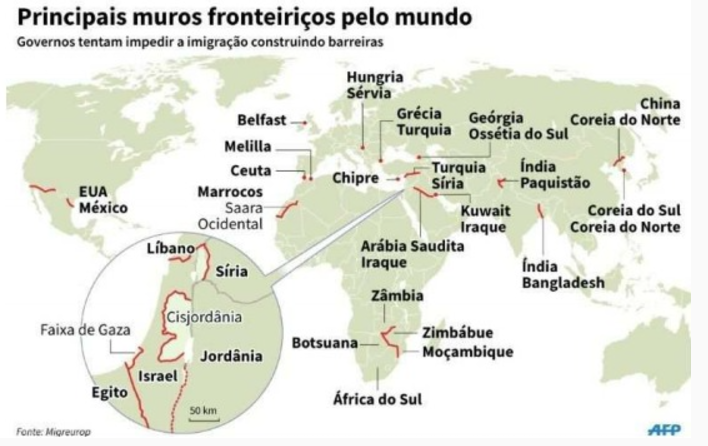 Principais muros fronteiriços pelo mundo
Governos tentam impedir a imigração construindo barreiras
Hungria
Sérvia
Belfast
Grécia
Turquia
Geórgia
Ossétia do Sul
China
Coreia do Norte
Melilla
Ceuta
Chipre
Turquia
Síria
Índia
Paquistão
EUA
México
Marrocos
Saara
Ocidental
Kuwait
Iraque
Coreia do Sul
Coreia do Norte
Arábia Saudita
Iraque
Índia
Bangladesh
Líbano
Síria
Cisjordânia
Faixa de Gaza
Jordânia
Israel
Egito
50 km
Zâmbia
Botsuana
Zimbábue
Moçambique
África do Sul
Fonte: Migreurop
AFP